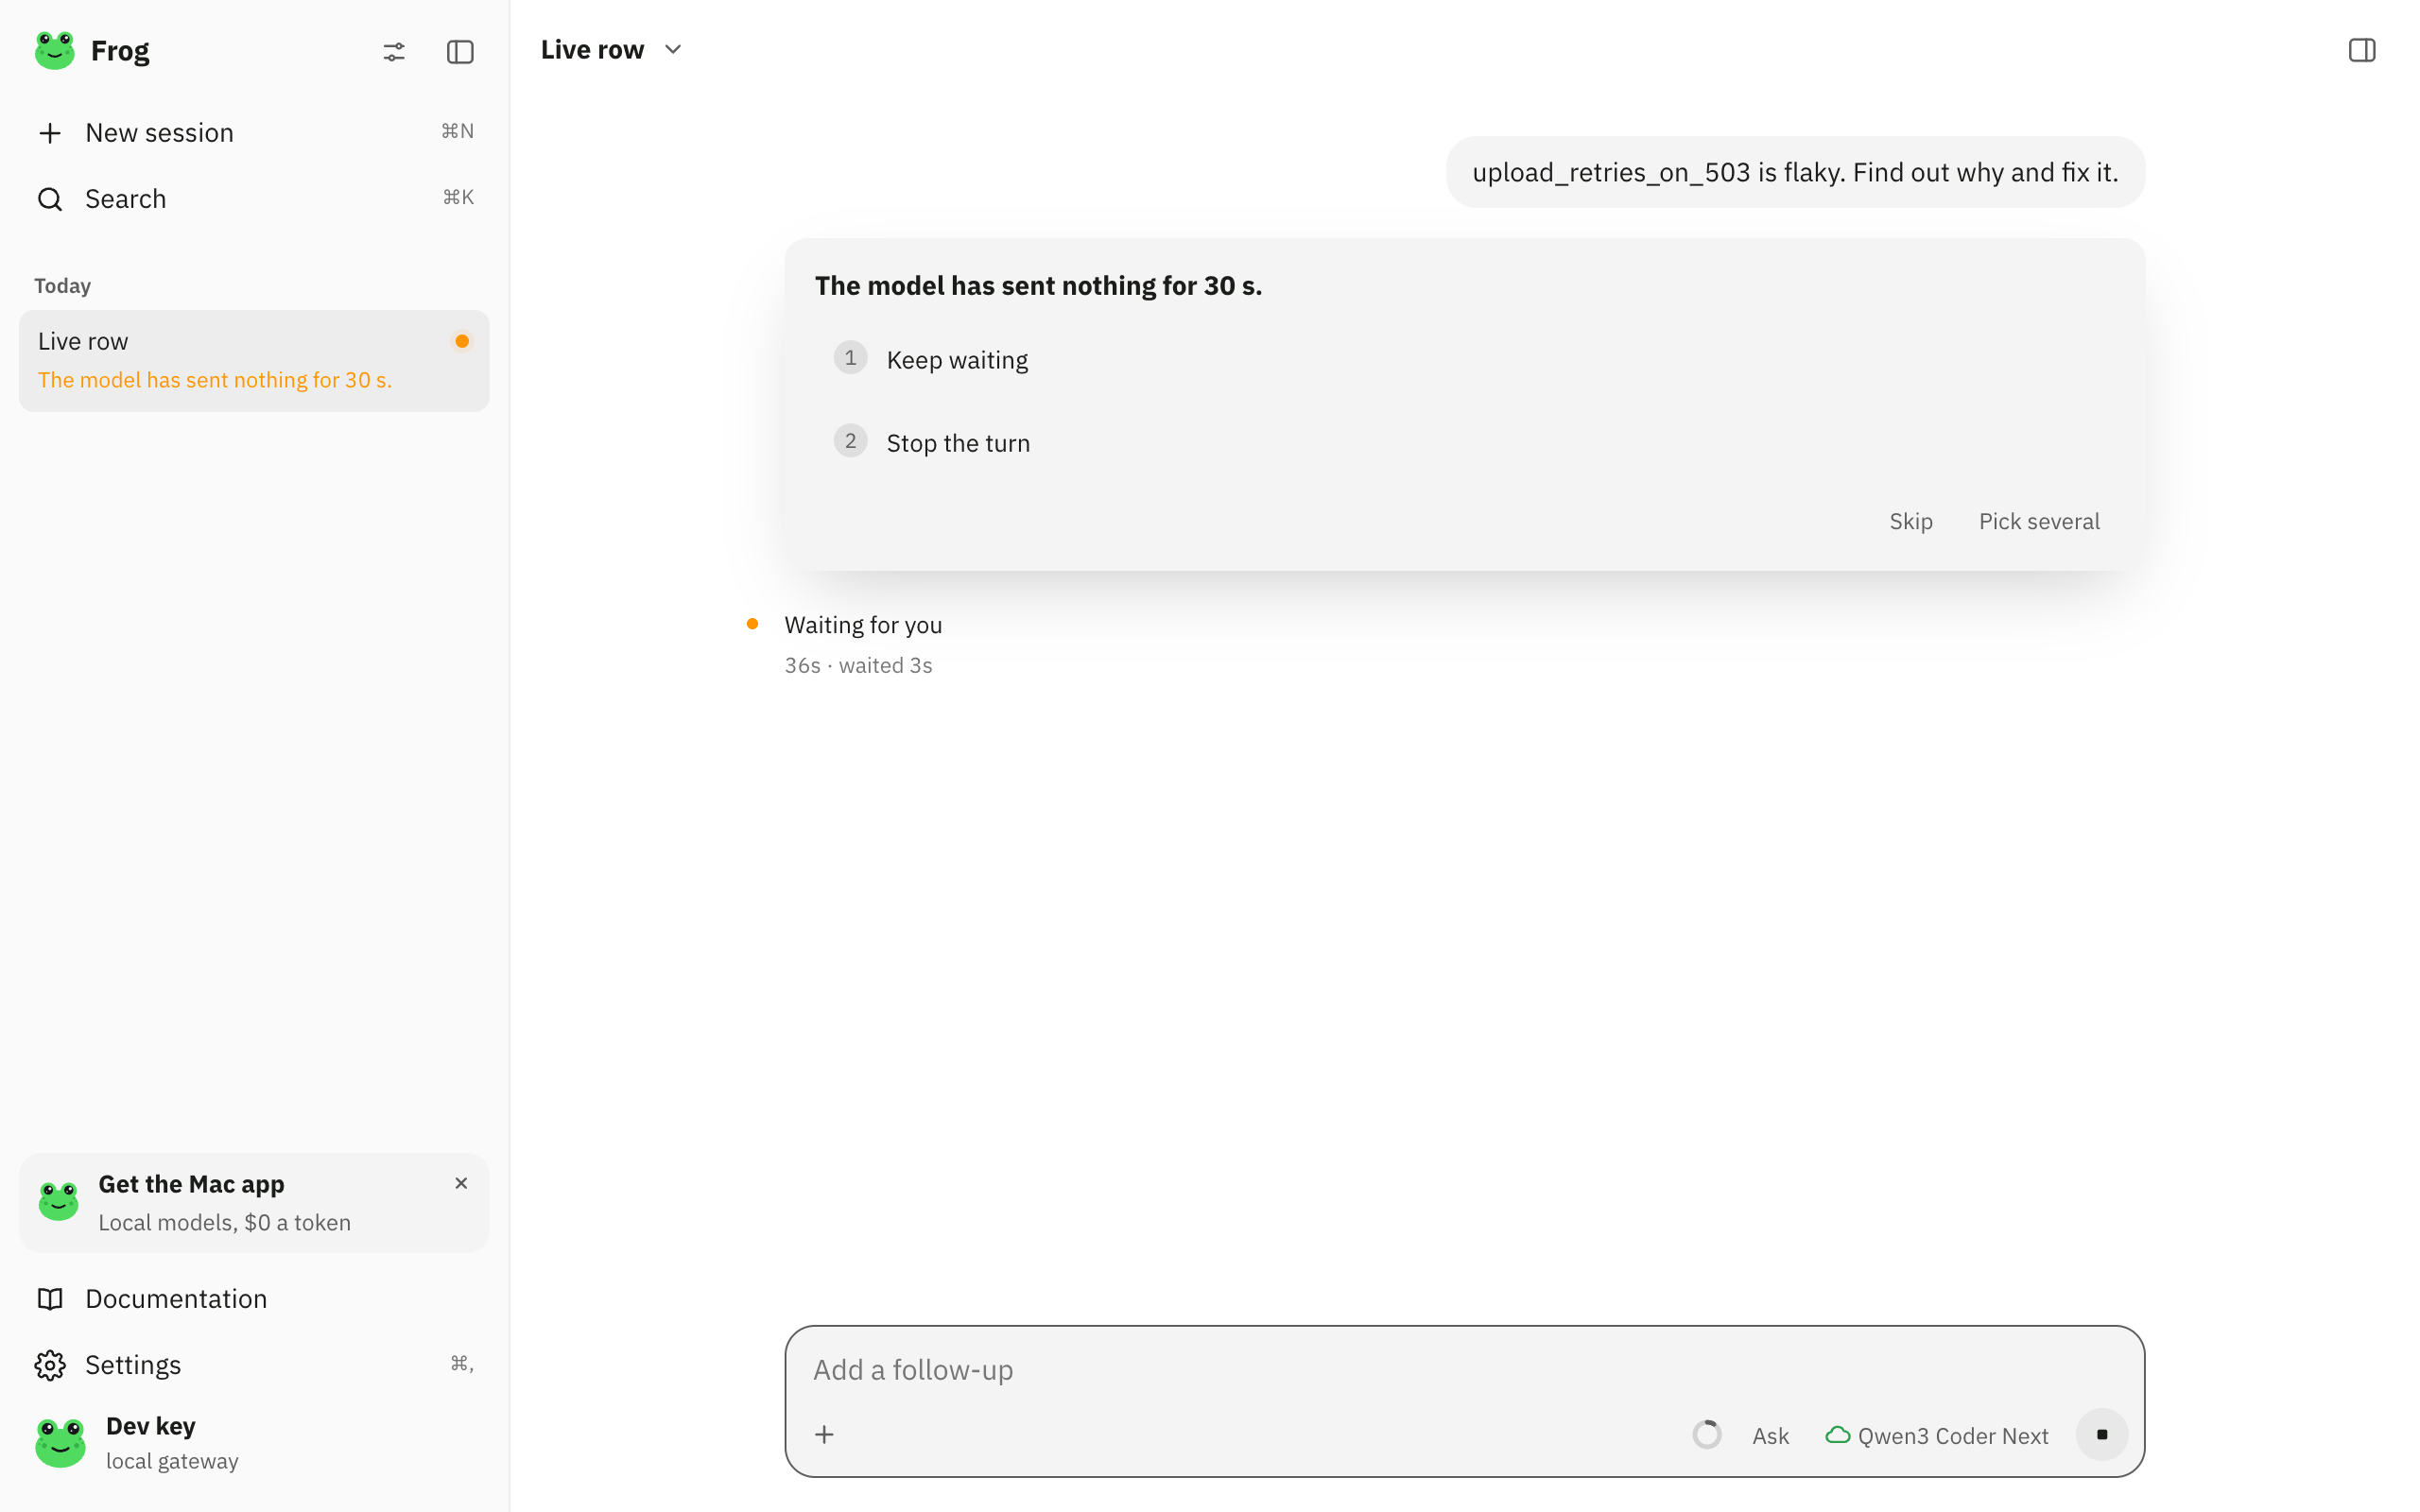 Frog
New session ⌘N
Search ⌘K
Today
Live row
The model has sent nothing for 30 s.
Get the Mac app
Local models, $0 a token
Documentation
Settings ⌘,
Dev key
local gateway
Live row
upload_retries_on_503 is flaky. Find out why and fix it.
The model has sent nothing for 30 s.
1 Keep waiting
2 Stop the turn
Skip Pick several
Waiting for you
36s · waited 3s
Add a follow-up
Ask Qwen3 Coder Next